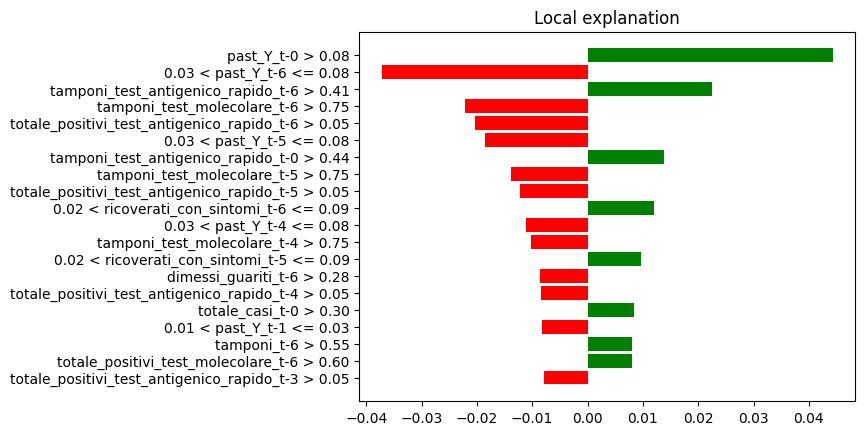 Local explanation
past_Y_t-0 > 0.08
0.03 < past_Y_t-6 <= 0.08
tamponi_test_antigenico_rapido_t-6 > 0.41
tamponi_test_molecolare_t-6 > 0.75
totale_positivi_test_antigenico_rapido_t-6 > 0.05
0.03 < past_Y_t-5 <= 0.08
tamponi_test_antigenico_rapido_t-0 > 0.44
tamponi_test_molecolare_t-5 > 0.75
totale_positivi_test_antigenico_rapido_t-5 > 0.05
0.02 < ricoverati_con_sintomi_t-6 <= 0.09
0.03 < past_Y_t-4 <= 0.08
tamponi_test_molecolare_t-4 > 0.75
0.02 < ricoverati_con_sintomi_t-5 <= 0.09
dimessi_guariti_t-6 > 0.28
totale_positivi_test_antigenico_rapido_t-4 > 0.05
totale_casi_t-0 > 0.30
0.01 < past_Y_t-1 <= 0.03
tamponi_t-6 > 0.55
totale_positivi_test_molecolare_t-6 > 0.60
totale_positivi_test_antigenico_rapido_t-3 > 0.05
−0.04 −0.03 −0.02 −0.01 0.00 0.01 0.02 0.03 0.04